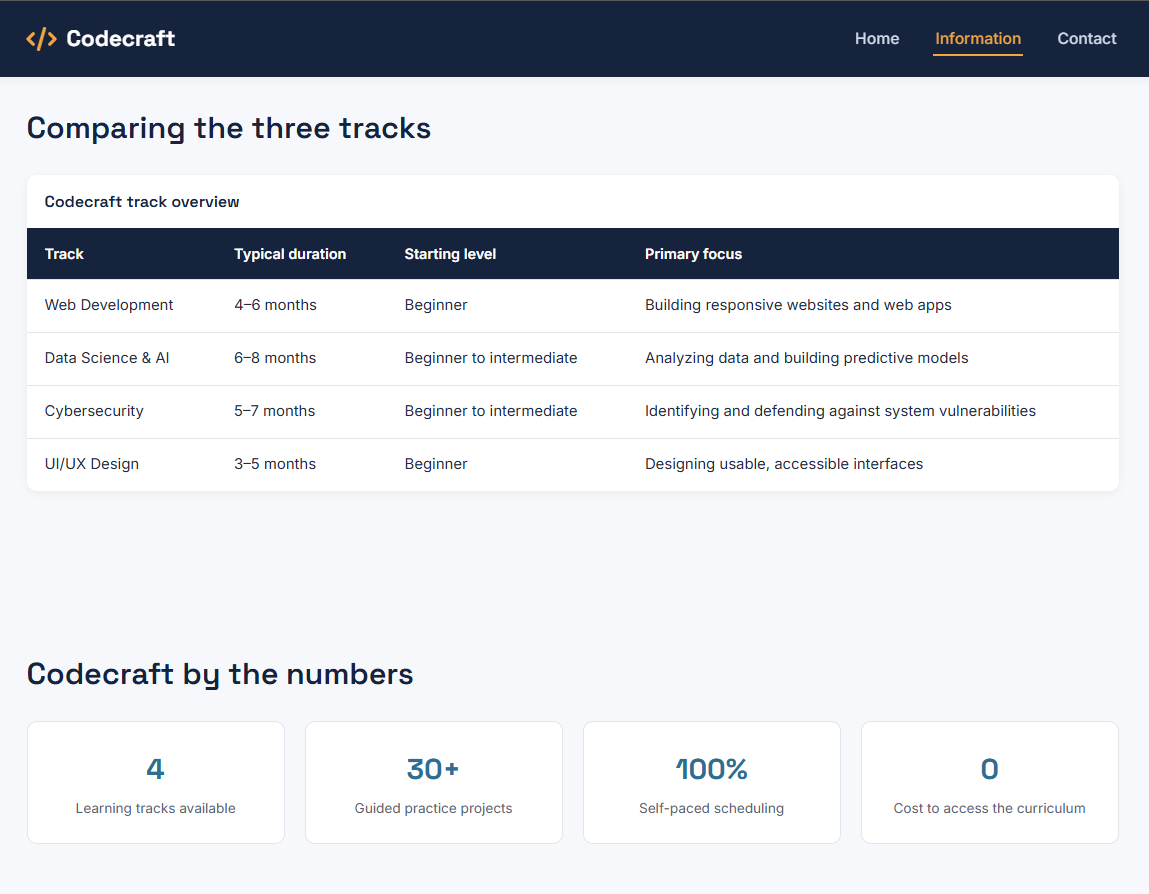 </> Codecraft
Home Information Contact
Comparing the three tracks
Codecraft track overview
Track Typical duration Starting level Primary focus
Web Development 4–6 months Beginner Building responsive websites and web apps
Data Science & AI 6–8 months Beginner to intermediate Analyzing data and building predictive models
Cybersecurity 5–7 months Beginner to intermediate Identifying and defending against system vulnerabilities
UI/UX Design 3–5 months Beginner Designing usable, accessible interfaces
Codecraft by the numbers
4
Learning tracks available
30+
Guided practice projects
100%
Self-paced scheduling
0
Cost to access the curriculum